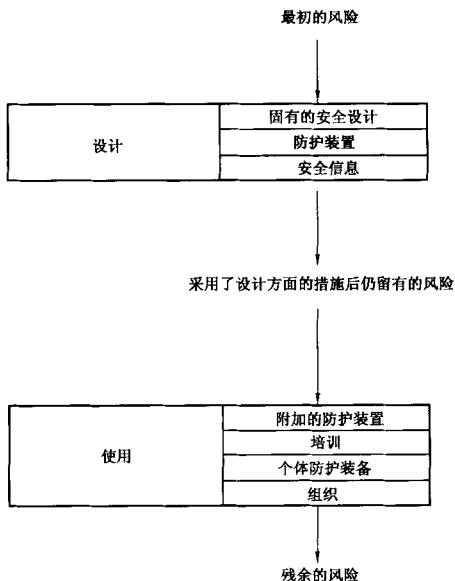 最初的风险
设计
固有的安全设计
防护装置
安全信息
采用了设计方面的措施后仍留有的风险
使用
附加的防护装置
培训
个体防护装备
组织
残余的风险